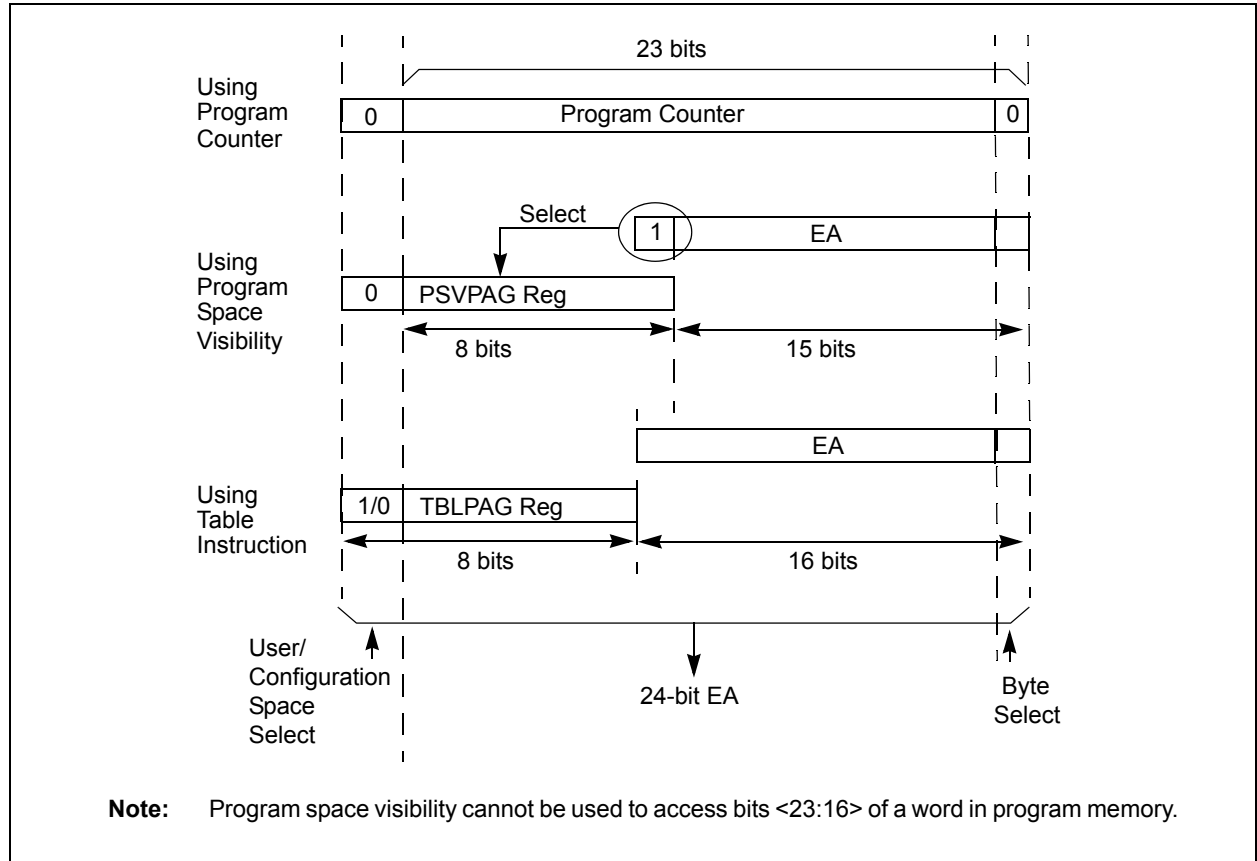 23 bits
Using
Program
Counter
0
Program Counter
0
Select
1
EA
Using
Program
Space
Visibility
0
PSVPAG Reg
8 bits
15 bits
EA
Using
Table
Instruction
1/0
TBLPAG Reg
8 bits
16 bits
User/
Configuration
Space
Select
24-bit EA
Byte
Select
Note: Program space visibility cannot be used to access bits <23:16> of a word in program memory.